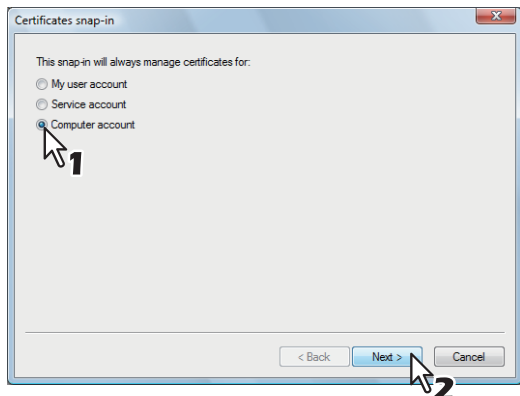 Certificates snap-in
This snap-in will always manage certificates for:
My user account
Service account
Computer account
1
< Back Next > Cancel
2